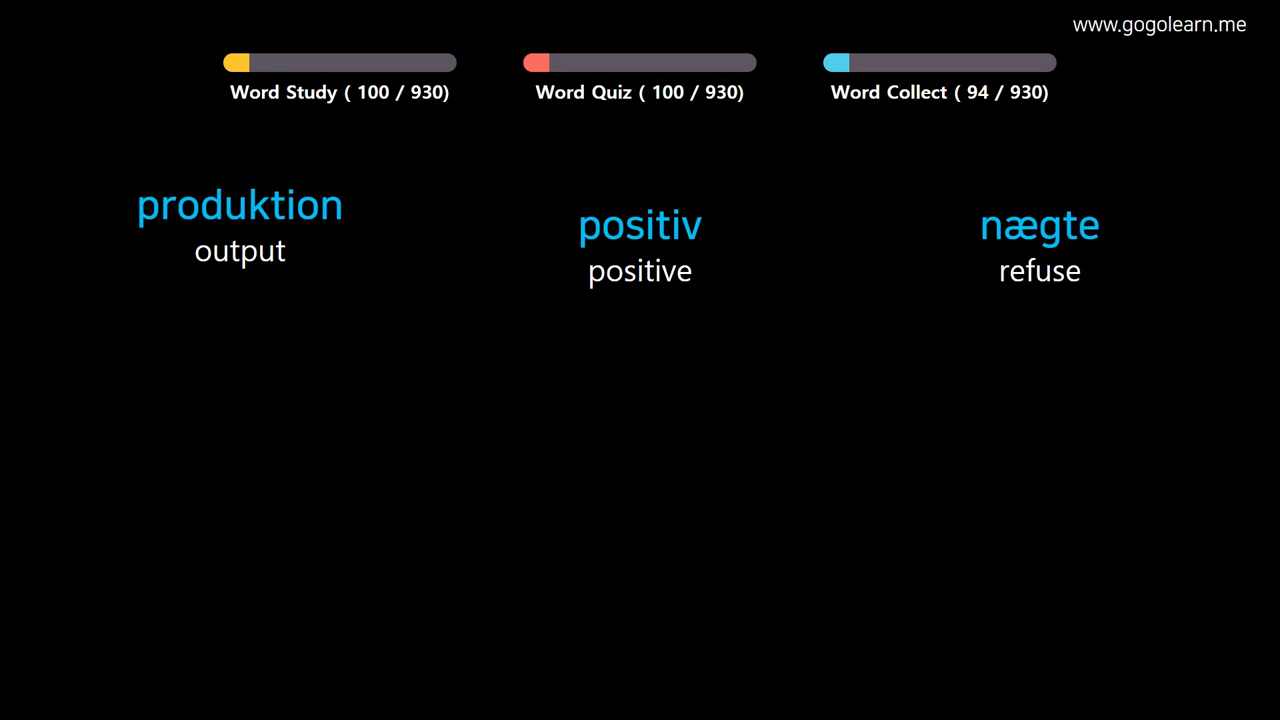 www.gogolearn.me
Word Study ( 100 / 930)
Word Quiz ( 100 / 930)
Word Collect ( 94 / 930)
produktion
output
positiv
positive
nægte
refuse